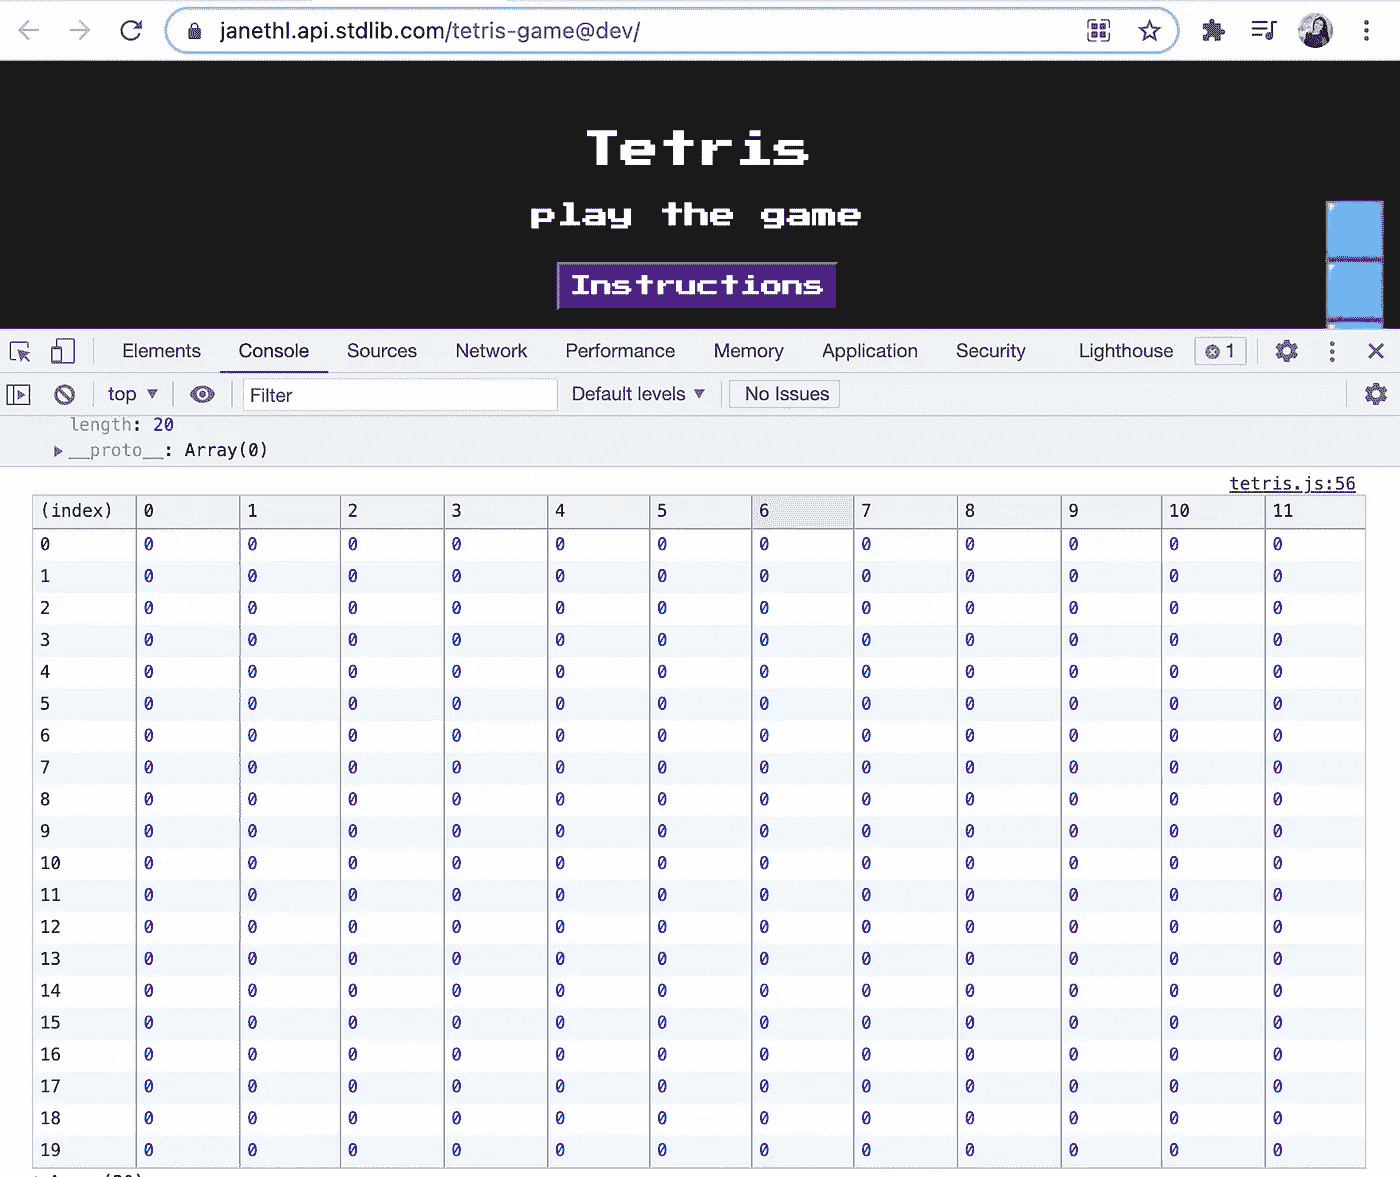 janethl.api.stdlib.com/tetris-game@dev/
Tetris
play the game
Instructions
Elements Console Sources Network Performance Memory Application Security Lighthouse 1
top Filter Default levels No Issues
length: 20
__proto__: Array(0)
tetris.js:56
(index) 0 1 2 3 4 5 6 7 8 9 10 11
0 0 0 0 0 0 0 0 0 0 0 0 0
1 0 0 0 0 0 0 0 0 0 0 0 0
2 0 0 0 0 0 0 0 0 0 0 0 0
3 0 0 0 0 0 0 0 0 0 0 0 0
4 0 0 0 0 0 0 0 0 0 0 0 0
5 0 0 0 0 0 0 0 0 0 0 0 0
6 0 0 0 0 0 0 0 0 0 0 0 0
7 0 0 0 0 0 0 0 0 0 0 0 0
8 0 0 0 0 0 0 0 0 0 0 0 0
9 0 0 0 0 0 0 0 0 0 0 0 0
10 0 0 0 0 0 0 0 0 0 0 0 0
11 0 0 0 0 0 0 0 0 0 0 0 0
12 0 0 0 0 0 0 0 0 0 0 0 0
13 0 0 0 0 0 0 0 0 0 0 0 0
14 0 0 0 0 0 0 0 0 0 0 0 0
15 0 0 0 0 0 0 0 0 0 0 0 0
16 0 0 0 0 0 0 0 0 0 0 0 0
17 0 0 0 0 0 0 0 0 0 0 0 0
18 0 0 0 0 0 0 0 0 0 0 0 0
19 0 0 0 0 0 0 0 0 0 0 0 0